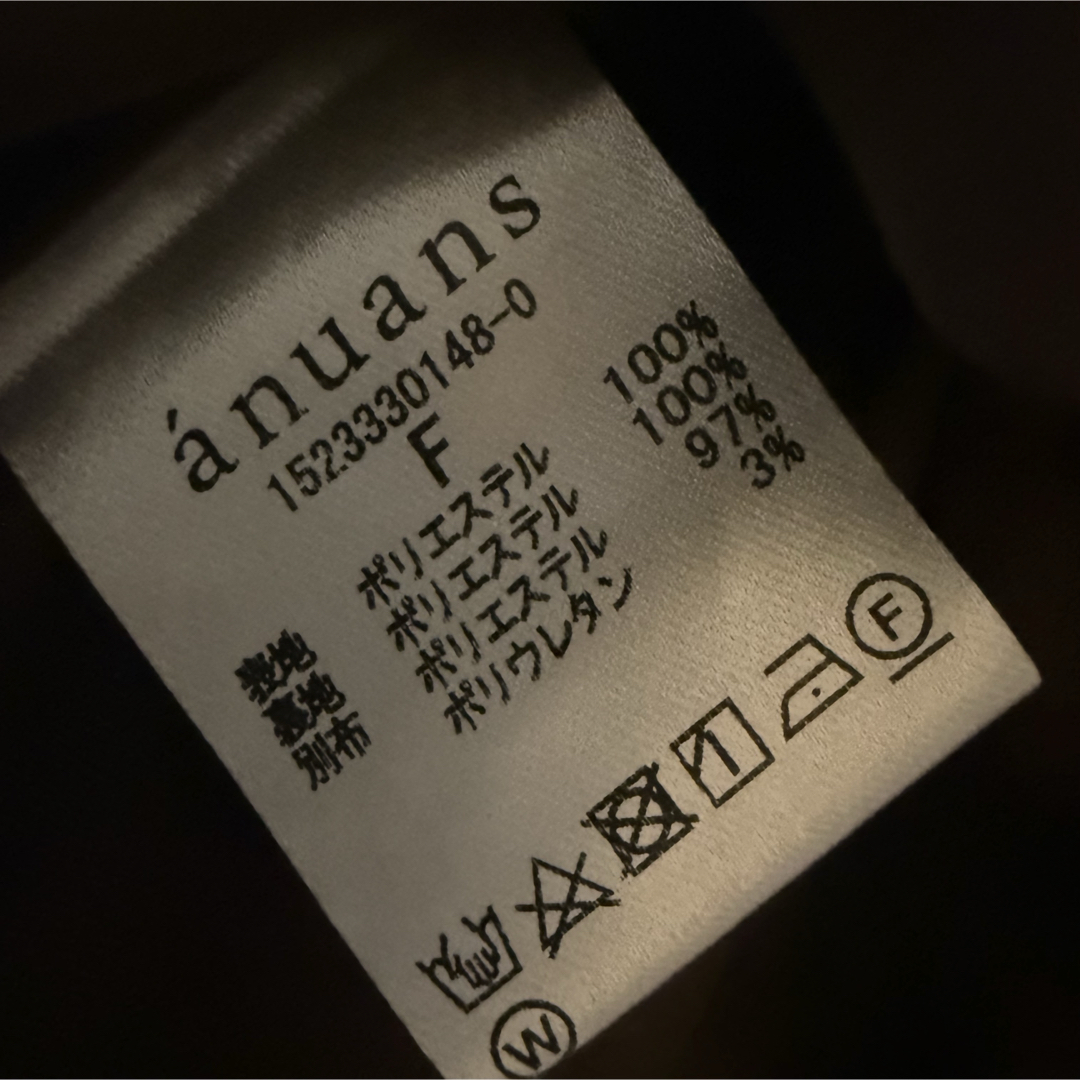 ánuans
1523330148-0
F
表地 ポリエステル 100%
裏地 ポリエステル 100%
別布 ポリエステル 97%
ポリウレタン 3%
F
W